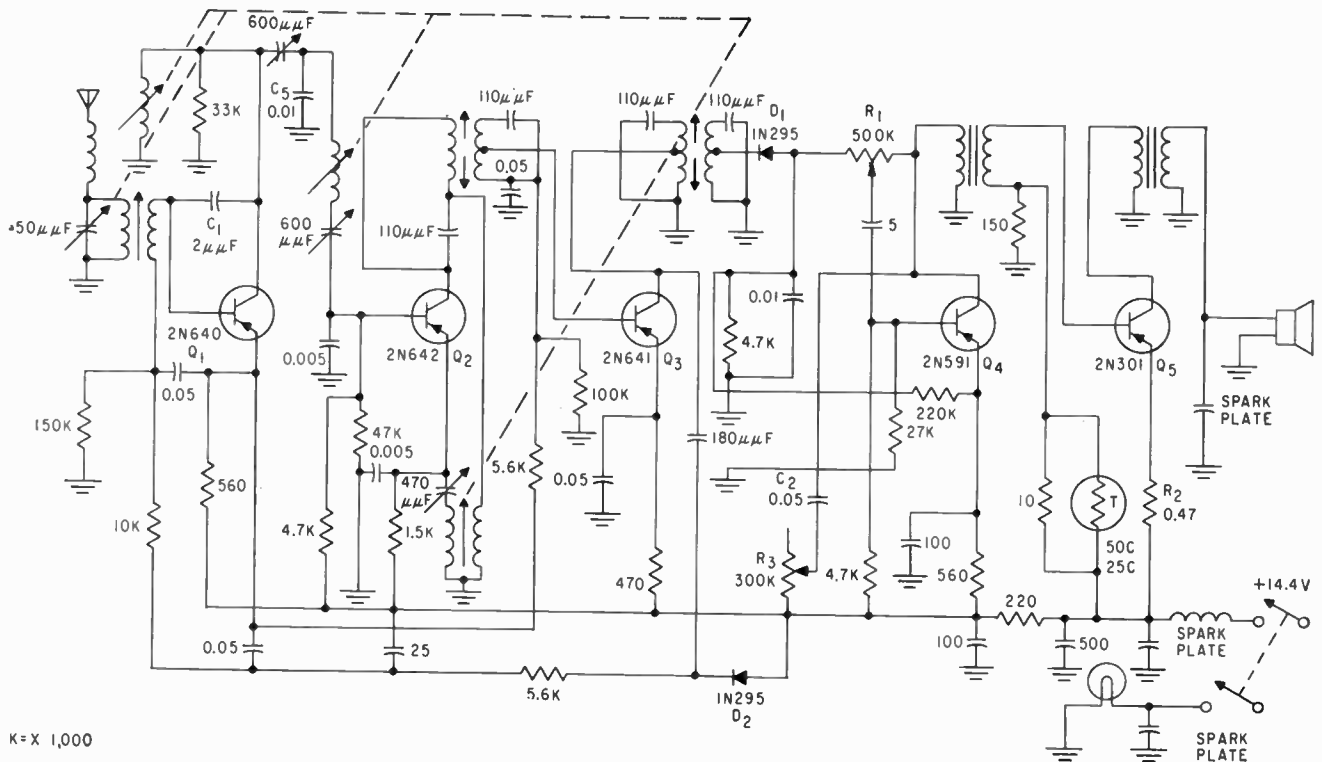 600μμF
C5
0.01
33K
50μμF
C1
2μμF
2N640
Q1
0.05
150K
10K
560
0.05
600
μμF
0.005
4.7K
47K
0.005
110μμF
110μμF
0.05
2N642 Q2
470
μμF
1.5K
25
5.6K
100K
110μμF
110μμF
D1
1N295
2N641 Q3
0.05
470
180μμF
5.6K
1N295
D2
R1
500K
5
4.7K
0.01
220K
27K
C2
0.05
R3
300K
4.7K
2N591 Q4
100
560
100
220
150
10
T
50C
25C
500
2N301 Q5
R2
0.47
SPARK
PLATE
+14.4V
SPARK
PLATE
SPARK
PLATE
K=X 1,000